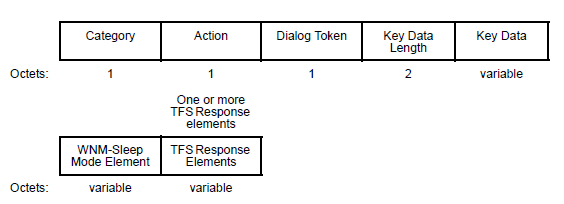 Category Action Dialog Token Key Data Length Key Data
Octets: 1 1 1 2 variable
One or more
TFS Response
elements
WNM-Sleep Mode Element TFS Response Elements
Octets: variable variable